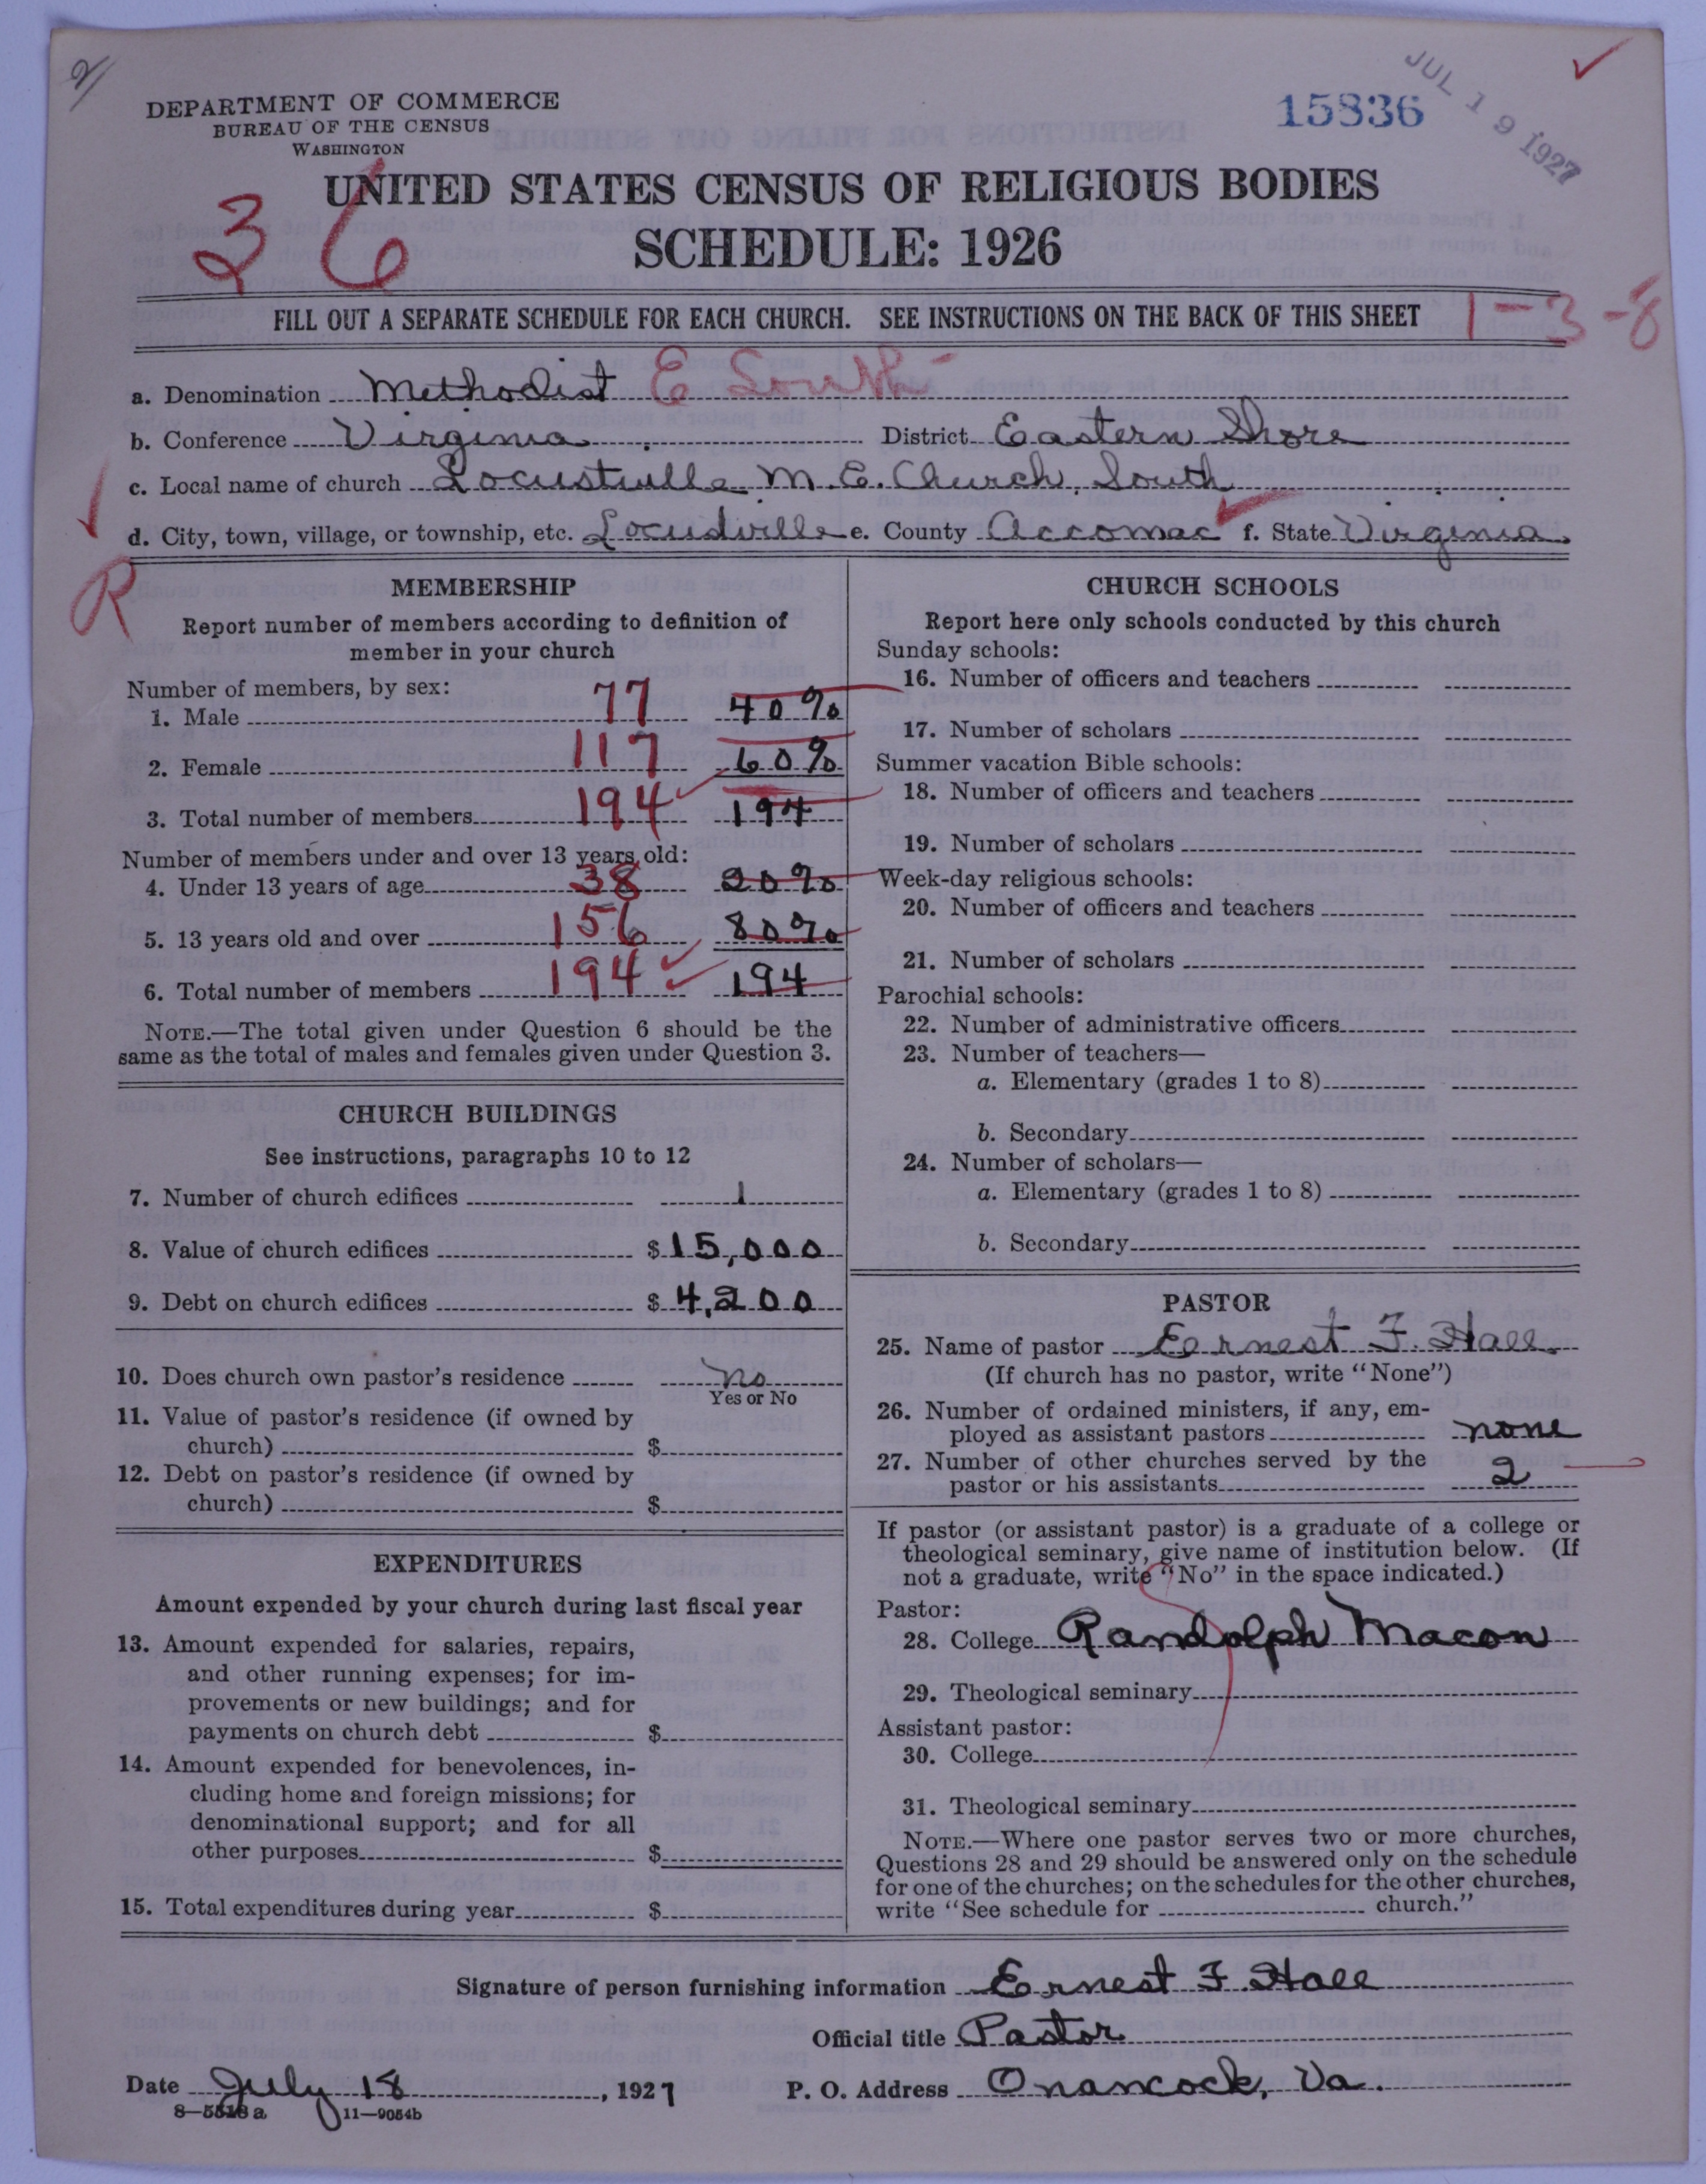 2/
DEPARTMENT OF COMMERCE
BUREAU OF THE CENSUS
WASHINGTON
15836
JUL 19 1927
UNITED STATES CENSUS OF RELIGIOUS BODIES
SCHEDULE: 1926
36
FILL OUT A SEPARATE SCHEDULE FOR EACH CHURCH. SEE INSTRUCTIONS ON THE BACK OF THIS SHEET
1-3-8
a. Denomination Methodist E South
b. Conference Virginia District Eastern Shore
c. Local name of church Locustville M.E. Church, South
d. City, town, village, or township, etc. Locustville e. County Accomac f. State Virginia
R
MEMBERSHIP
Report number of members according to definition of
member in your church
Number of members, by sex:
1. Male 77 40%
2. Female 117 60%
3. Total number of members 194 194
Number of members under and over 13 years old:
4. Under 13 years of age 38 20%
5. 13 years old and over 156 80%
6. Total number of members 194 194
NOTE.—The total given under Question 6 should be the
same as the total of males and females given under Question 3.
CHURCH BUILDINGS
See instructions, paragraphs 10 to 12
7. Number of church edifices 1
8. Value of church edifices $ 15,000
9. Debt on church edifices $ 4,200
10. Does church own pastor's residence no
Yes or No
11. Value of pastor's residence (if owned by
church) $
12. Debt on pastor's residence (if owned by
church) $
EXPENDITURES
Amount expended by your church during last fiscal year
13. Amount expended for salaries, repairs,
and other running expenses; for im-
provements or new buildings; and for
payments on church debt $
14. Amount expended for benevolences, in-
cluding home and foreign missions; for
denominational support; and for all
other purposes $
15. Total expenditures during year $
CHURCH SCHOOLS
Report here only schools conducted by this church
Sunday schools:
16. Number of officers and teachers
17. Number of scholars
Summer vacation Bible schools:
18. Number of officers and teachers
19. Number of scholars
Week-day religious schools:
20. Number of officers and teachers
21. Number of scholars
Parochial schools:
22. Number of administrative officers
23. Number of teachers—
a. Elementary (grades 1 to 8)
b. Secondary
24. Number of scholars—
a. Elementary (grades 1 to 8)
b. Secondary
PASTOR
25. Name of pastor Ernest F. Hall
(If church has no pastor, write "None")
26. Number of ordained ministers, if any, em-
ployed as assistant pastors none
27. Number of other churches served by the
pastor or his assistants 2
If pastor (or assistant pastor) is a graduate of a college or
theological seminary, give name of institution below. (If
not a graduate, write "No" in the space indicated.)
Pastor:
28. College Randolph Macon
29. Theological seminary
Assistant pastor:
30. College
31. Theological seminary
NOTE.—Where one pastor serves two or more churches,
Questions 28 and 29 should be answered only on the schedule
for one of the churches; on the schedules for the other churches,
write "See schedule for church."
Signature of person furnishing information Ernest F. Hall
Official title Pastor
Date July 18, 1927 P. O. Address Onancock, Va.
8—5518 a 11—9054b